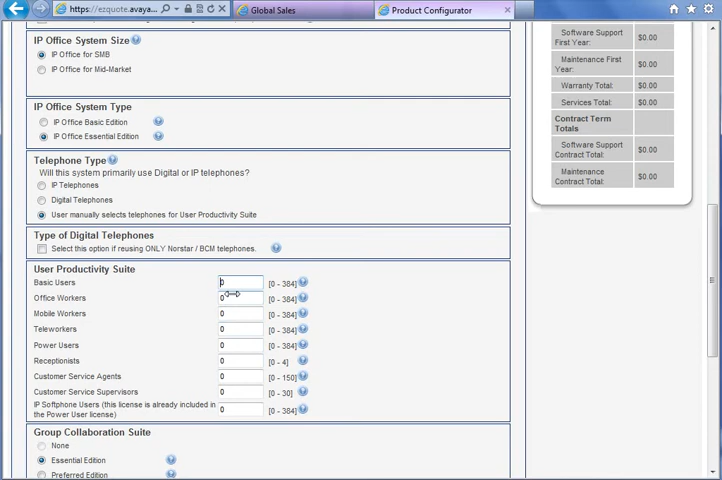 https://ezquote.avaya...
Global Sales
Product Configurator
IP Office System Size
IP Office for SMB
IP Office for Mid-Market
IP Office System Type
IP Office Basic Edition
IP Office Essential Edition
Telephone Type
Will this system primarily use Digital or IP telephones?
IP Telephones
Digital Telephones
User manually selects telephones for User Productivity Suite
Type of Digital Telephones
Select this option if reusing ONLY Norstar / BCM telephones.
User Productivity Suite
Basic Users 0 [0 - 384]
Office Workers 0 [0 - 384]
Mobile Workers 0 [0 - 384]
Teleworkers 0 [0 - 384]
Power Users 0 [0 - 384]
Receptionists 0 [0 - 4]
Customer Service Agents 0 [0 - 150]
Customer Service Supervisors 0 [0 - 30]
IP Softphone Users (this license is already included in
the Power User license) 0 [0 - 384]
Group Collaboration Suite
None
Essential Edition
Preferred Edition
Software Support
First Year: $0.00
Maintenance First
Year: $0.00
Warranty Total: $0.00
Services Total: $0.00
Contract Term
Totals
Software Support
Contract Total: $0.00
Maintenance
Contract Total: $0.00